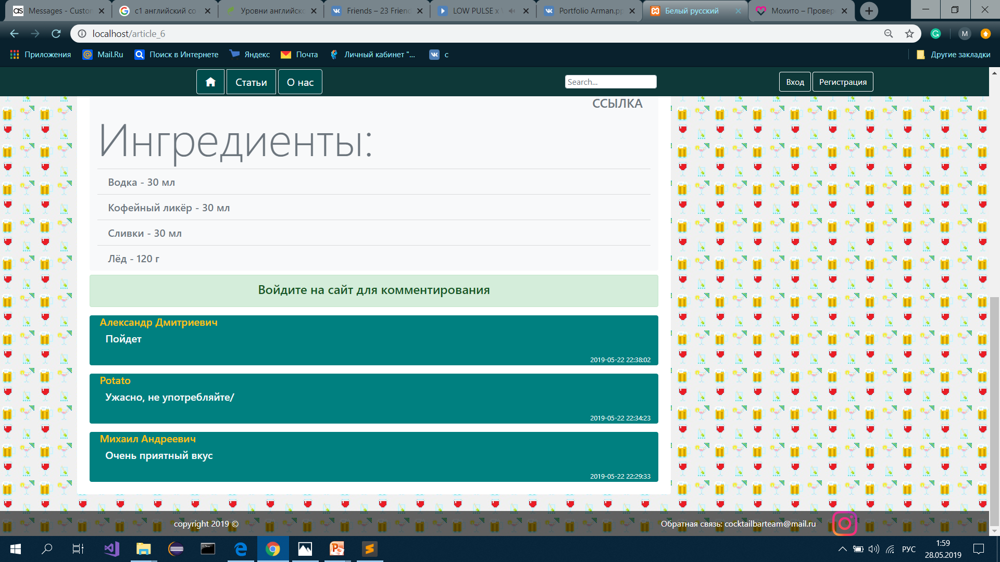 Messages - Custon
с1 английский со
Уровни английско
Friends – 23 Friend
LOW PULSE x
Portfolio Arman.pp
Белый русский
Мохито – Провер
localhost/article_6
M
Приложения
Mail.Ru
Поиск в Интернете
Яндекс
Почта
Личный кабинет "...
с
Другие закладки
Статьи
О нас
Search...
Вход
Регистрация
ССЫЛКА
Ингредиенты:
Водка - 30 мл
Кофейный ликёр - 30 мл
Сливки - 30 мл
Лёд - 120 г
Войдите на сайт для комментирования
Александр Дмитриевич
Пойдет
2019-05-22 22:38:02
Potato
Ужасно, не употребляйте/
2019-05-22 22:34:23
Михаил Андреевич
Очень приятный вкус
2019-05-22 22:29:33
copyright 2019 ©
Обратная связь: cocktailbarteam@mail.ru
РУС
1:59
28.05.2019